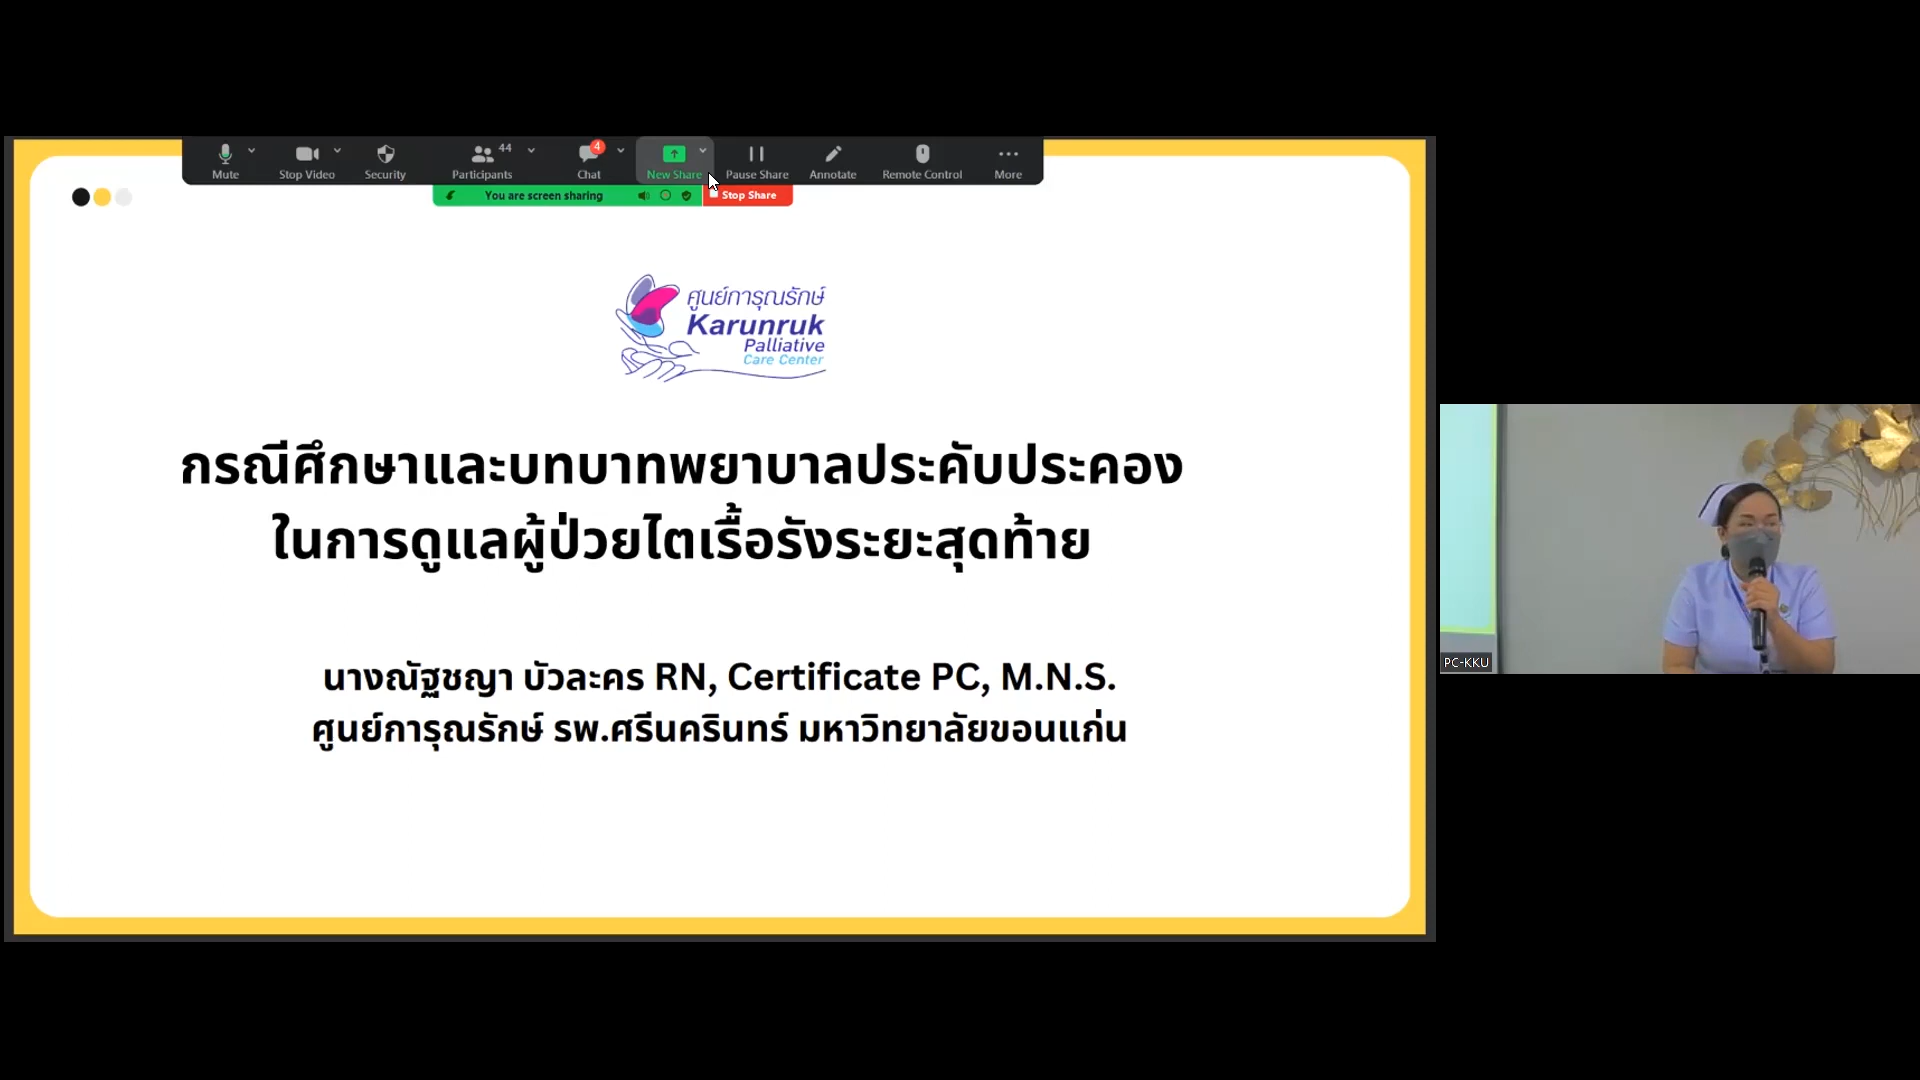 44
4
Mute
Stop Video
Security
Participants
Chat
New Share
Pause Share
Annotate
Remote Control
More
You are screen sharing
Stop Share
ศูนย์การุณรักษ์
Karunruk
Palliative
Care Center
กรณีศึกษาและบทบาทพยาบาลประคับประคอง
ในการดูแลผู้ป่วยไตเรื้อรังระยะสุดท้าย
นางณัฐชญา บัวละคร RN, Certificate PC, M.N.S.
ศูนย์การุณรักษ์ รพ.ศรีนครินทร์ มหาวิทยาลัยขอนแก่น
PC-KKU